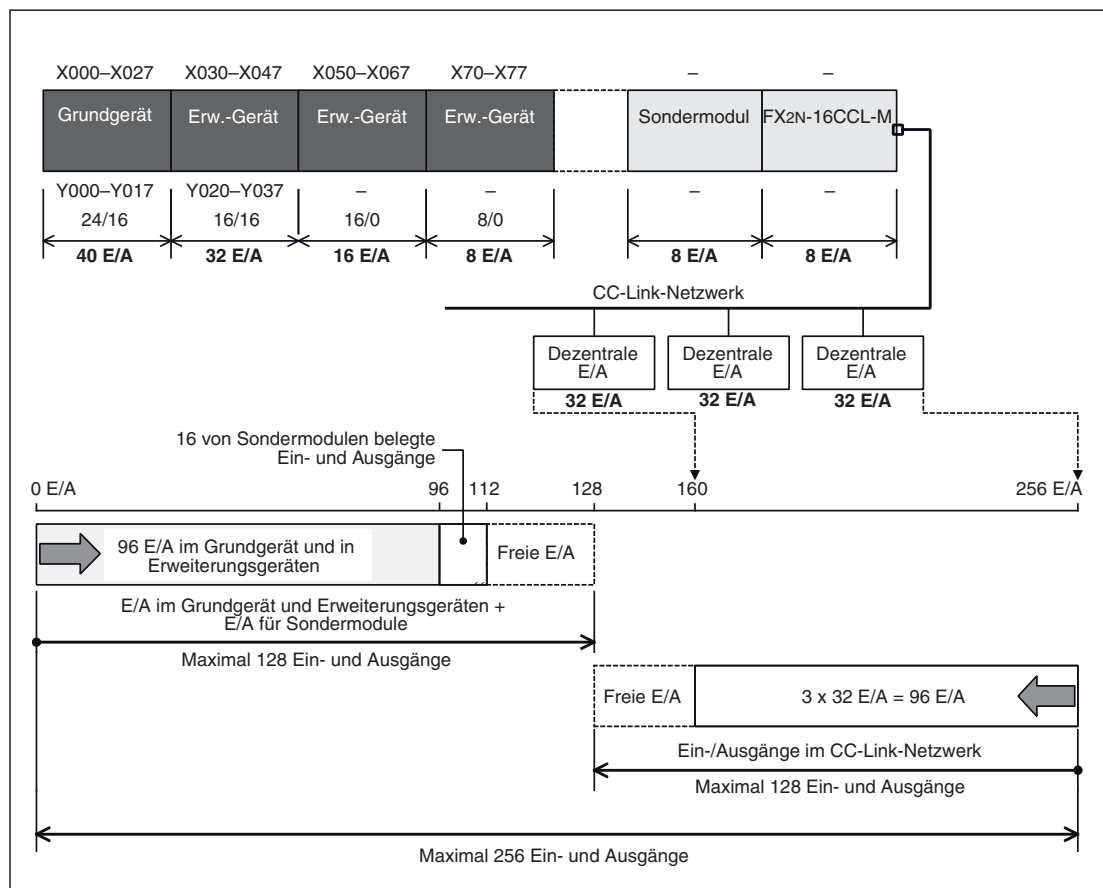 X000–X027 X030–X047 X050–X067 X70–X77 – –
Grundgerät Erw.-Gerät Erw.-Gerät Erw.-Gerät Sondermodul FX2N-16CCL-M
Y000–Y017 Y020–Y037 – – – –
24/16 16/16 16/0 8/0
40 E/A 32 E/A 16 E/A 8 E/A 8 E/A 8 E/A
CC-Link-Netzwerk
Dezentrale E/A
32 E/A
Dezentrale E/A
32 E/A
Dezentrale E/A
32 E/A
16 von Sondermodulen belegte
Ein- und Ausgänge
0 E/A 96 112 128 160 256 E/A
96 E/A im Grundgerät und in
Erweiterungsgeräten
Freie E/A
E/A im Grundgerät und Erweiterungsgeräten +
E/A für Sondermodule
Maximal 128 Ein- und Ausgänge
Freie E/A 3 x 32 E/A = 96 E/A
Ein-/Ausgänge im CC-Link-Netzwerk
Maximal 128 Ein- und Ausgänge
Maximal 256 Ein- und Ausgänge